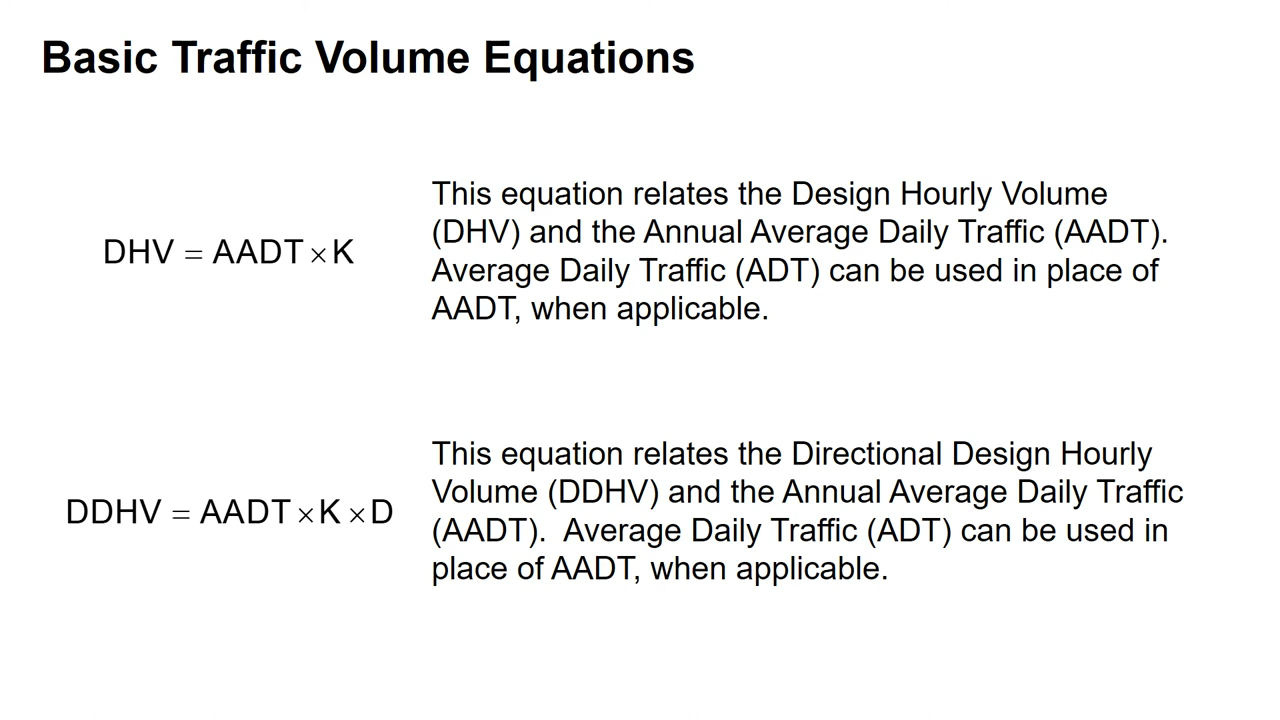 Basic Traffic Volume Equations
This equation relates the Design Hourly Volume
(DHV) and the Annual Average Daily Traffic (AADT).
DHV = AADT × K
Average Daily Traffic (ADT) can be used in place of
AADT, when applicable.
This equation relates the Directional Design Hourly
Volume (DDHV) and the Annual Average Daily Traffic
DDHV = AADT × K × D
(AADT).  Average Daily Traffic (ADT) can be used in
place of AADT, when applicable.